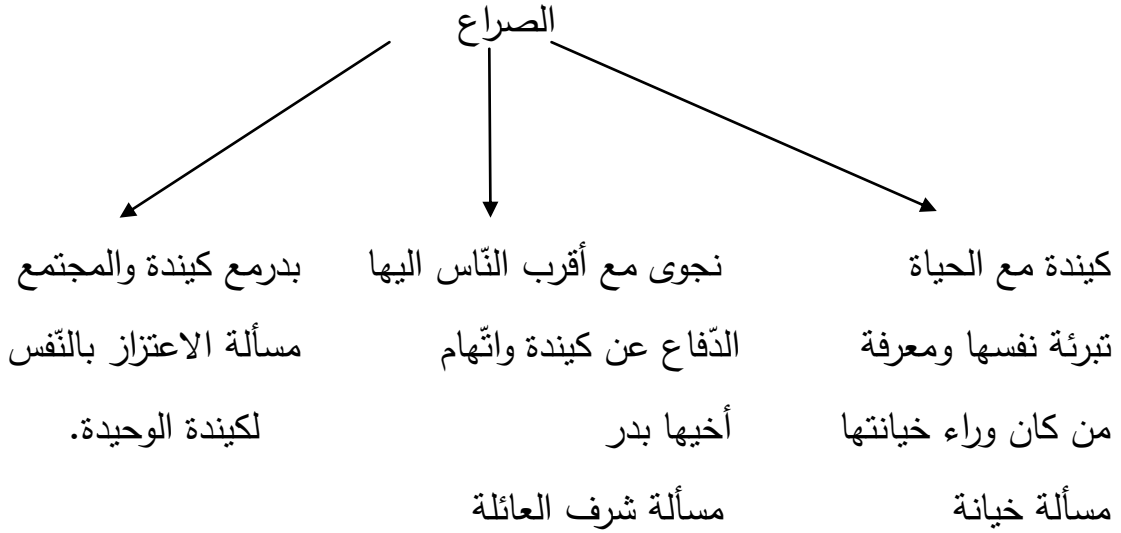 الصراع
كيندة مع الحياة
تبرئة نفسها ومعرفة
من كان وراء خيانتها
مسألة خيانة
نجوى مع أقرب النّاس اليها
الدّفاع عن كيندة واتّهام
أخيها بدر
مسألة شرف العائلة
بدرمع كيندة والمجتمع
مسألة الاعتزاز بالنّفس
لكيندة الوحيدة.